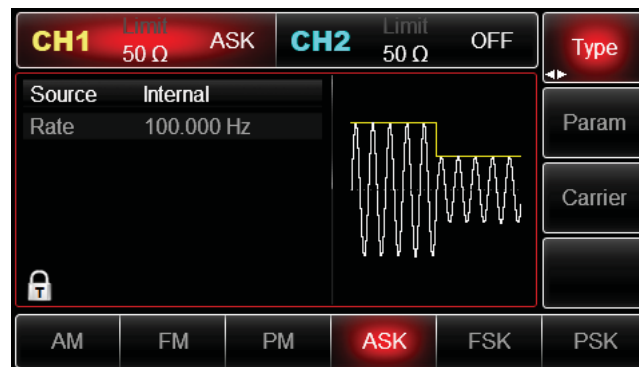 CH1 Limit 50 Ω ASK
CH2 Limit 50 Ω OFF
Type
Source Internal
Rate 100.000 Hz
Param
Carrier
T
AM FM PM ASK FSK PSK